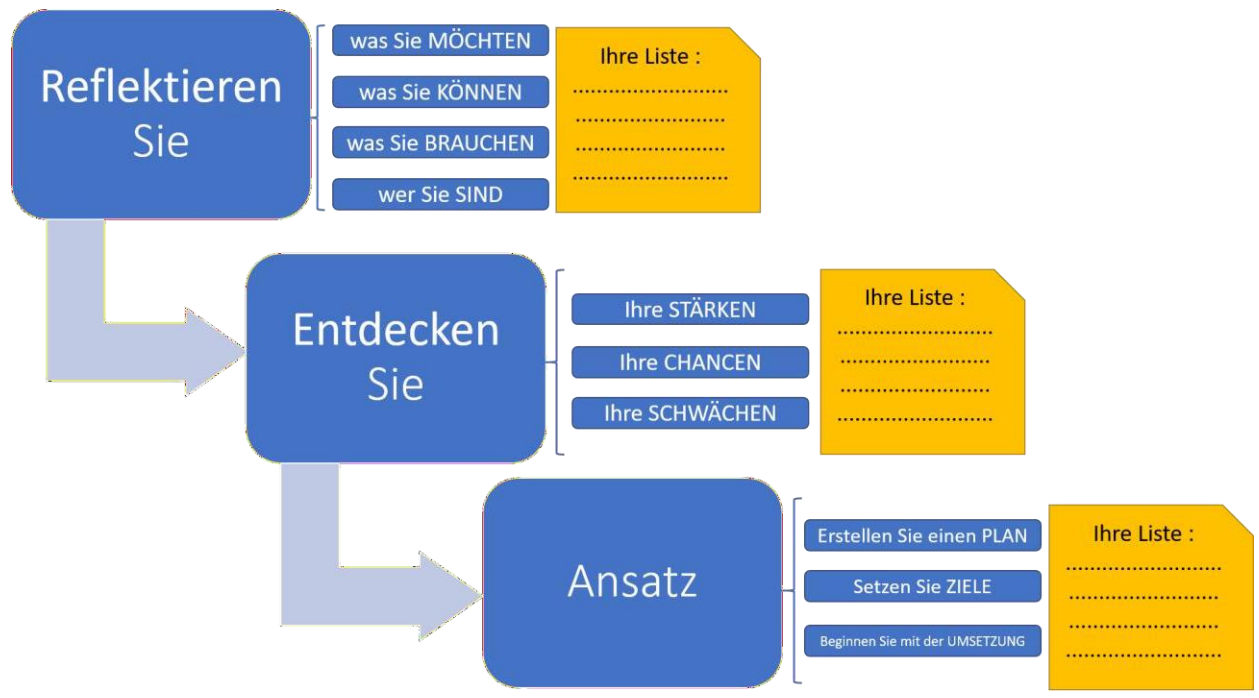 Reflektieren
Sie
was Sie MÖCHTEN
was Sie KÖNNEN
was Sie BRAUCHEN
wer Sie SIND
Ihre Liste :
...........................
..........................
..........................
...........................
Entdecken
Sie
Ihre STÄRKEN
Ihre CHANCEN
Ihre SCHWÄCHEN
Ihre Liste :
...........................
..........................
..........................
...........................
Ansatz
Erstellen Sie einen PLAN
Setzen Sie ZIELE
Beginnen Sie mit der UMSETZUNG
Ihre Liste :
...........................
..........................
..........................
...........................